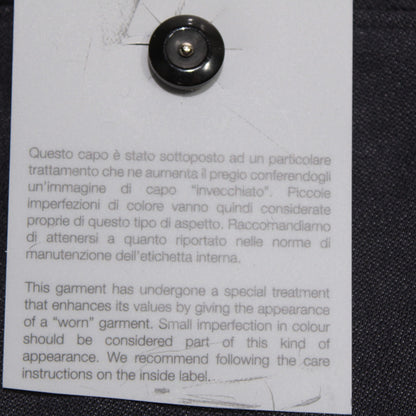 Questo capo è stato sottoposto ad un particolare
trattamento che ne aumenta il pregio conferendogli
un'immagine di capo "invecchiato". Piccole
imperfezioni di colore vanno quindi considerate
proprie di questo tipo di aspetto. Raccomandiamo
di attenersi a quanto riportato nelle norme di
manutenzione dell'etichetta interna.
This garment has undergone a special treatment
that enhances its values by giving the appearance
of a "worn" garment. Small imperfection in colour
should be considered part of this kind of
appearance. We recommend following the care
instructions on the inside label.